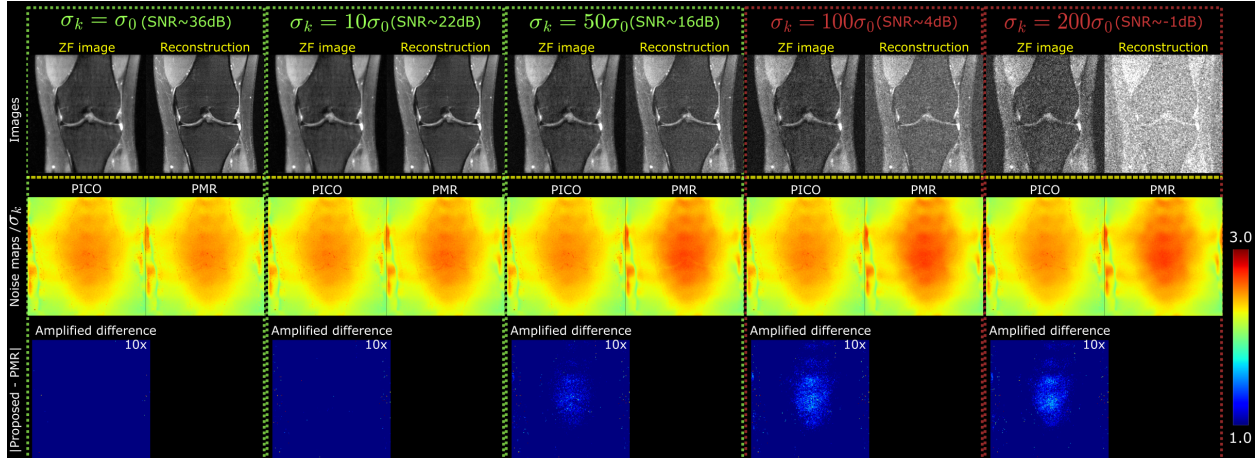 σₖ = σ₀ (SNR~36dB)
σₖ = 10σ₀ (SNR~22dB)
σₖ = 50σ₀ (SNR~16dB)
σₖ = 100σ₀ (SNR~4dB)
σₖ = 200σ₀ (SNR~-1dB)
ZF image Reconstruction
ZF image Reconstruction
ZF image Reconstruction
ZF image Reconstruction
ZF image Reconstruction
Images
PICO PMR
PICO PMR
PICO PMR
PICO PMR
PICO PMR
Noise maps /σₖ
3.0
1.0
Amplified difference
10x
Amplified difference
10x
Amplified difference
10x
Amplified difference
10x
Amplified difference
10x
|Proposed - PMR|